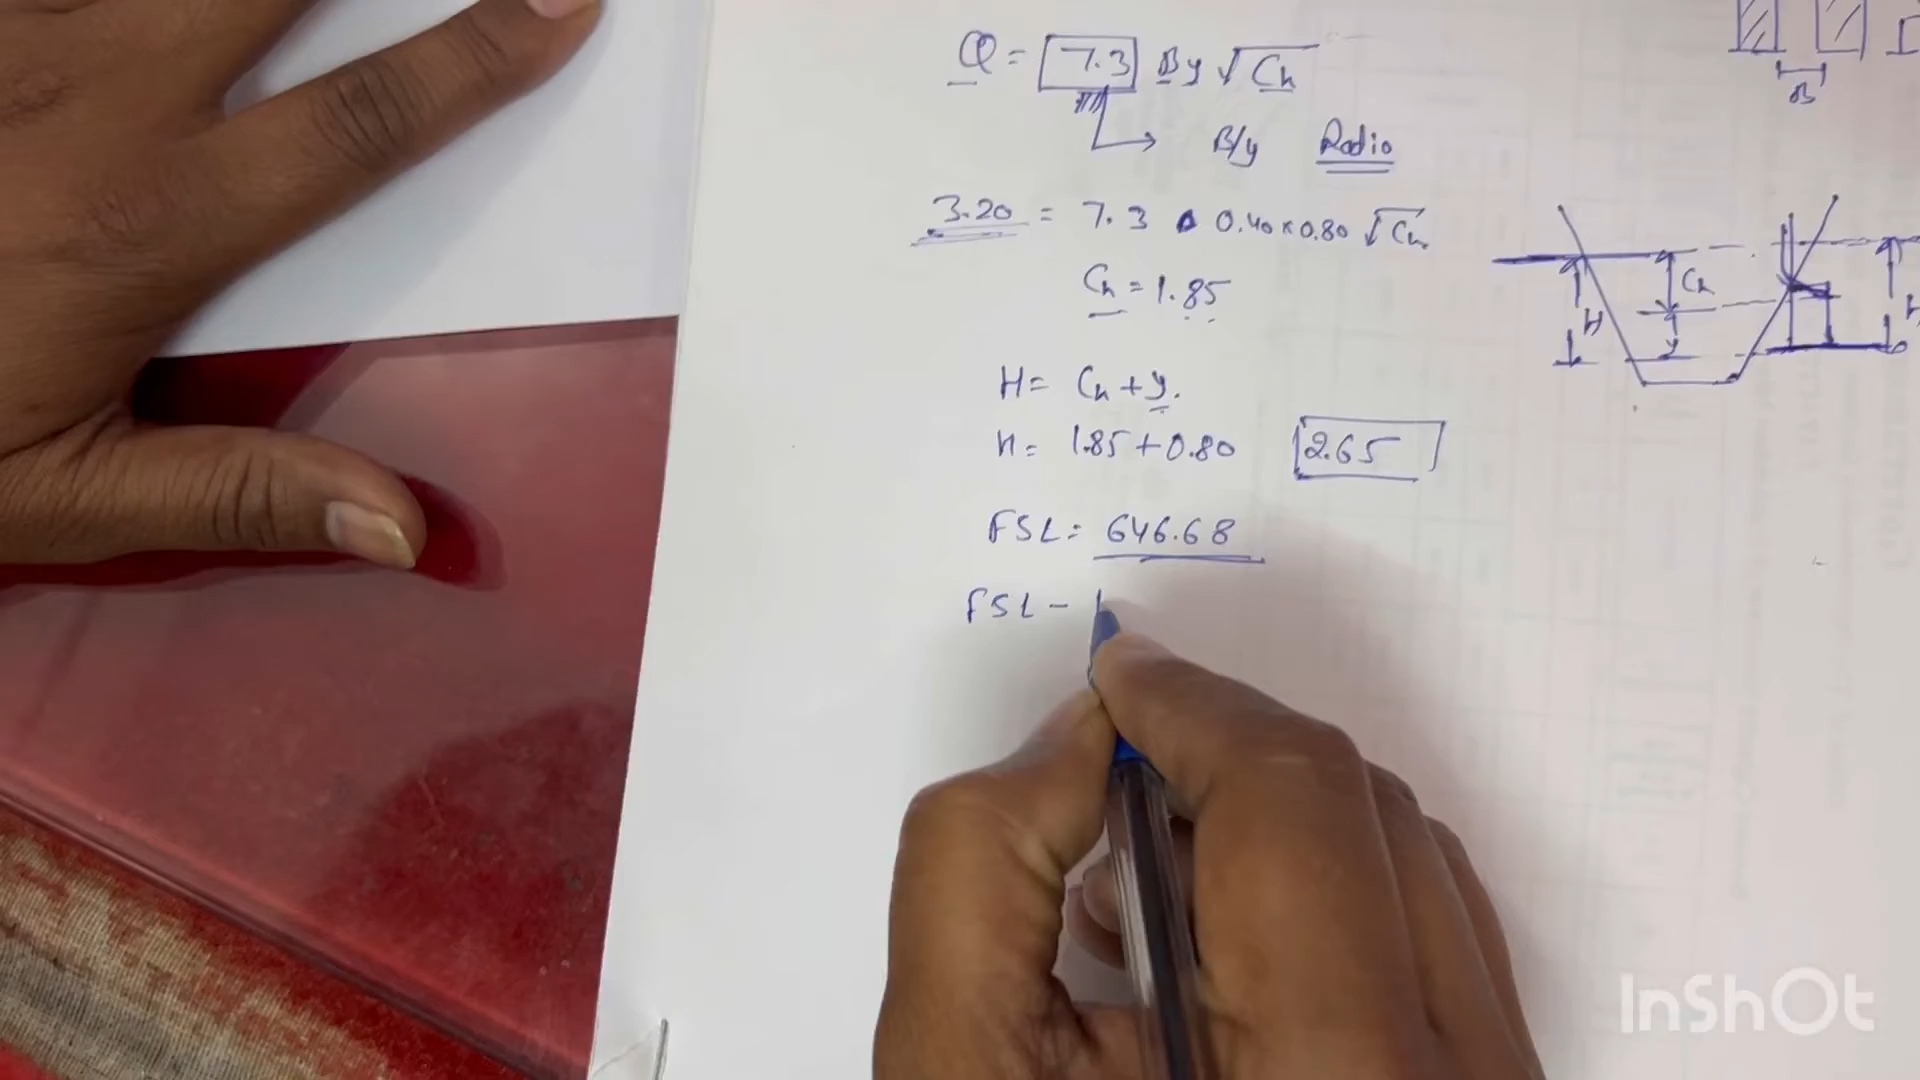 Q = 7.3 By √Ch
B
B/y Radio
3.20 = 7.3 0.40×0.80 √Ch
Ch = 1.85
Ch
H
y
H
H = Ch + y.
H = 1.85 + 0.80 2.65
FSL = 646.68
FSL -
InShOt